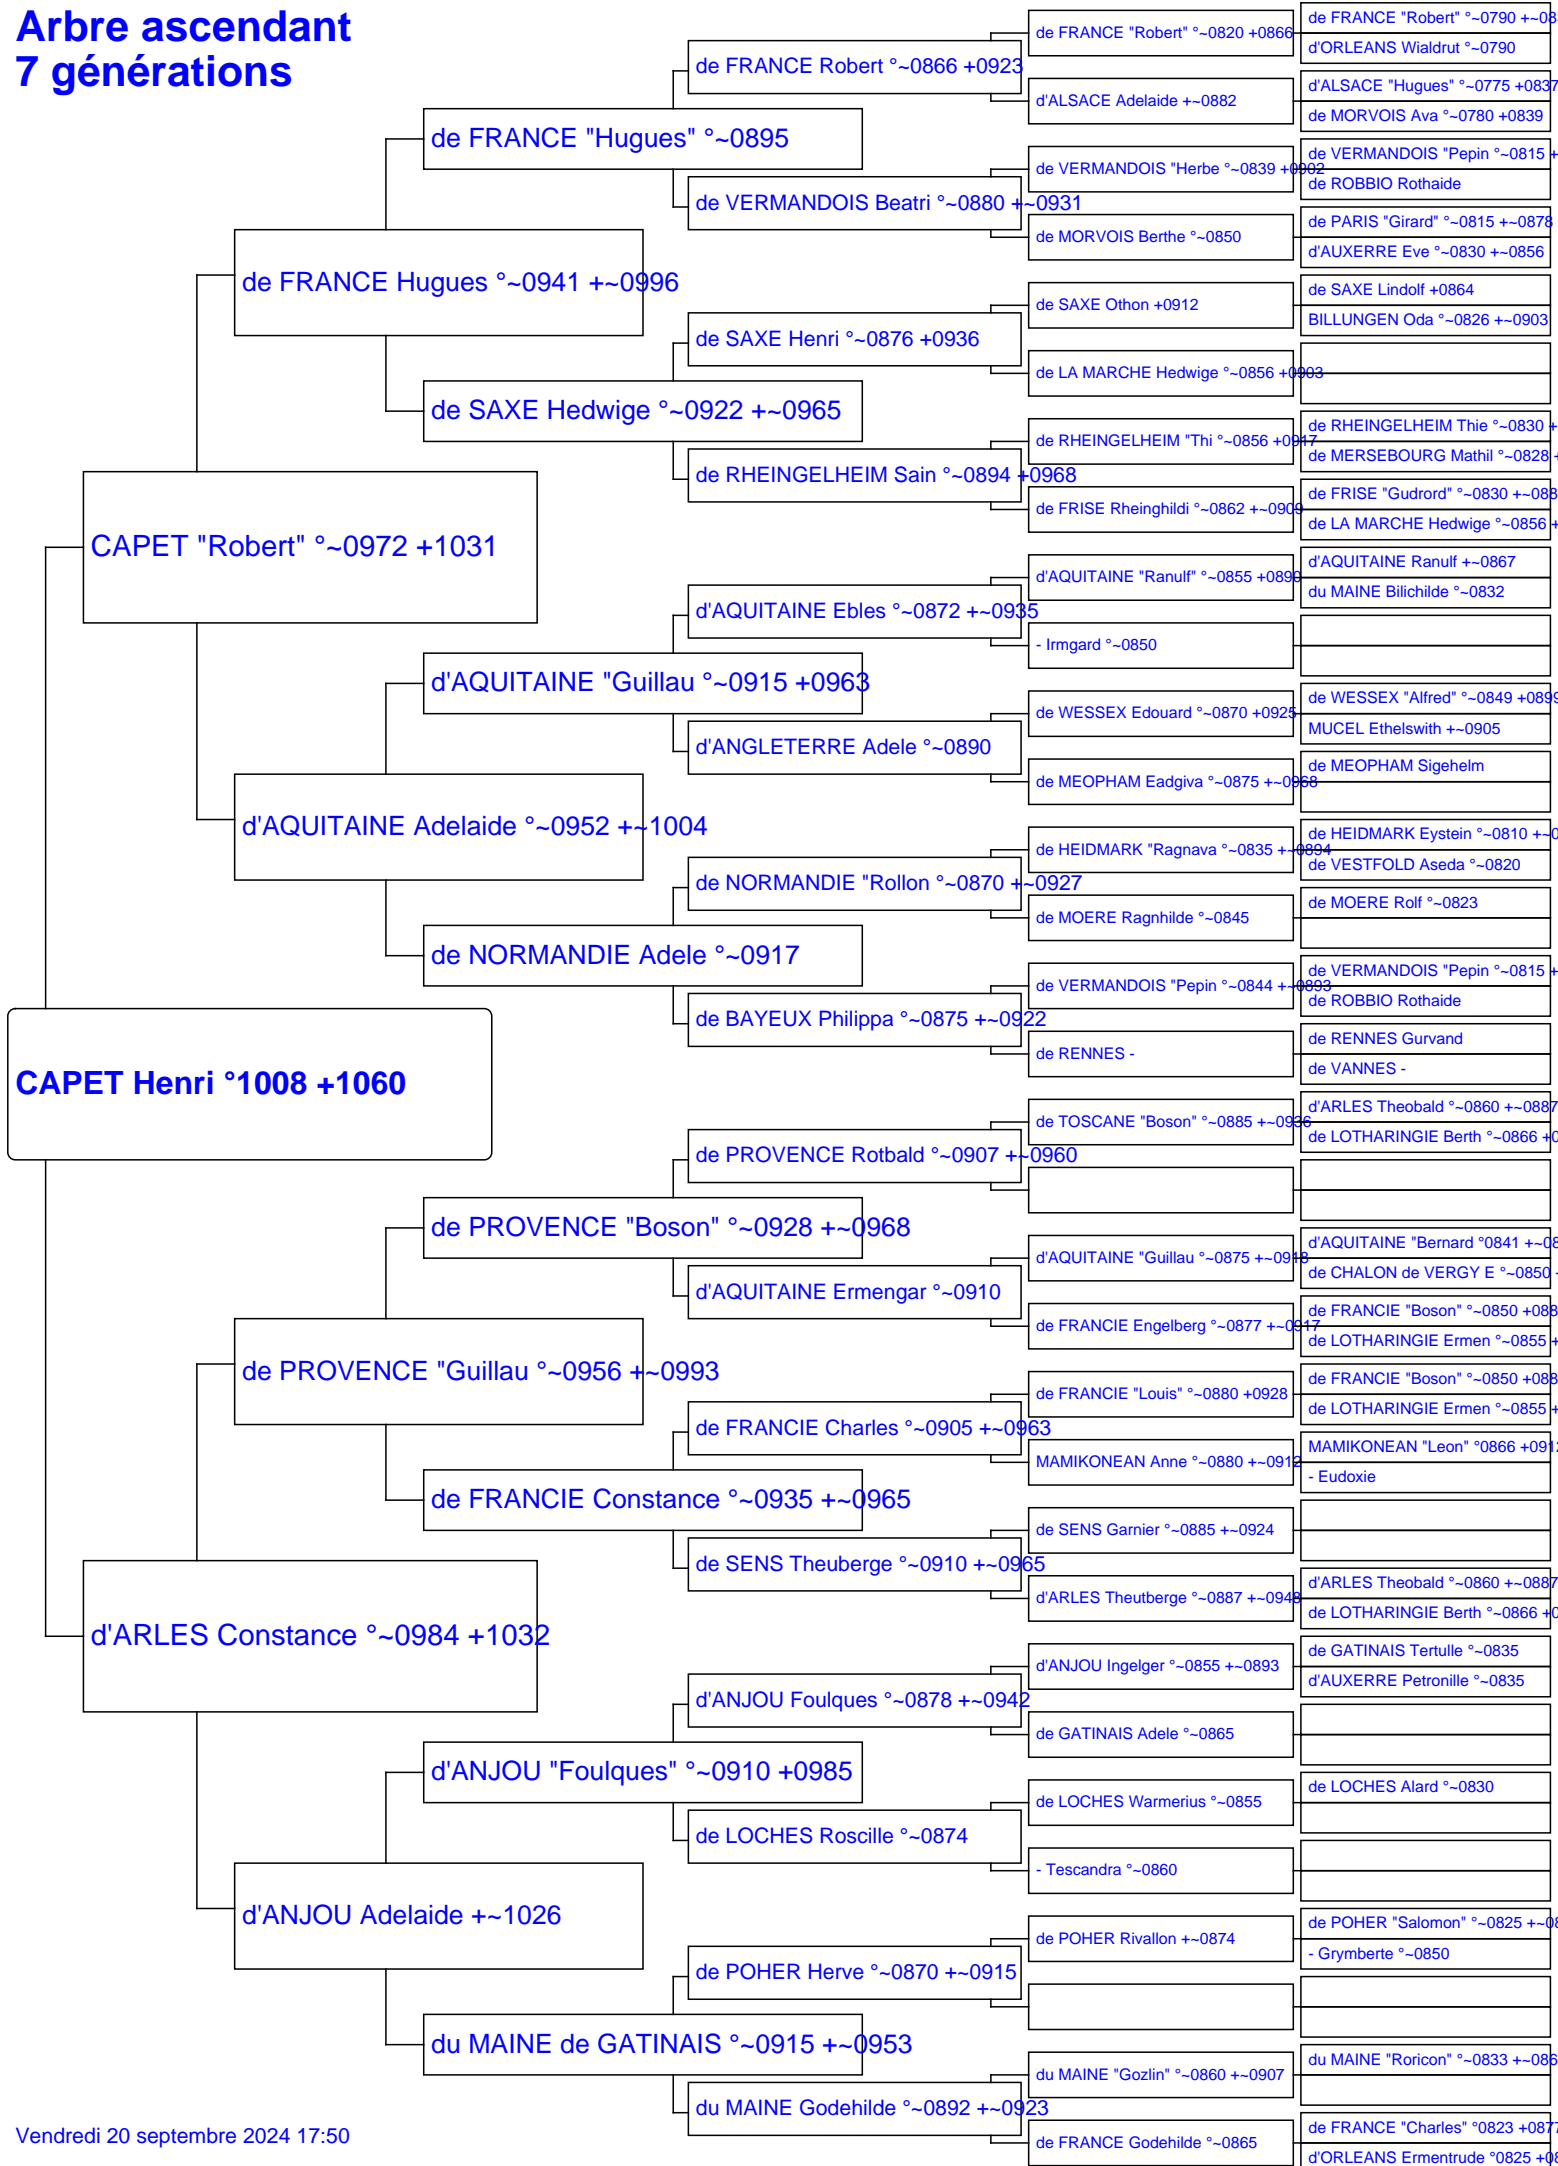 Arbre ascendant
7 générations
CAPET Henri °1008 +1060
CAPET "Robert" °~0972 +1031
d'ARLES Constance °~0984 +1032
de FRANCE Hugues °~0941 +~0996
d'AQUITAINE Adelaide °~0952 +~1004
de PROVENCE "Guillau °~0956 +~0993
d'ANJOU Adelaide +~1026
de FRANCE "Hugues" °~0895
de SAXE Hedwige °~0922 +~0965
d'AQUITAINE "Guillau °~0915 +0963
de NORMANDIE Adele °~0917
de PROVENCE "Boson" °~0928 +~0968
de FRANCIE Constance °~0935 +~0965
d'ANJOU "Foulques" °~0910 +0985
du MAINE de GATINAIS °~0915 +~0953
de FRANCE Robert °~0866 +0923
de VERMANDOIS Beatri °~0880 +~0931
de SAXE Henri °~0876 +0936
de RHEINGELHEIM Sain °~0894 +0968
d'AQUITAINE Ebles °~0872 +~0935
d'ANGLETERRE Adele °~0890
de NORMANDIE "Rollon °~0870 +~0927
de BAYEUX Philippa °~0875 +~0922
de PROVENCE Rotbald °~0907 +~0960
d'AQUITAINE Ermengar °~0910
de FRANCIE Charles °~0905 +~0963
de SENS Theuberge °~0910 +~0965
d'ANJOU Foulques °~0878 +~0942
de LOCHES Roscille °~0874
de POHER Herve °~0870 +~0915
du MAINE Godehilde °~0892 +~0923
de FRANCE "Robert" °~0820 +0866
d'ALSACE Adelaide +~0882
de VERMANDOIS "Herbe °~0839 +0902
de MORVOIS Berthe °~0850
de SAXE Othon +0912
de LA MARCHE Hedwige °~0856 +0903
de RHEINGELHEIM "Thi °~0856 +0917
de FRISE Rheinghildi °~0862 +~0909
d'AQUITAINE "Ranulf" °~0855 +0890
- Irmgard °~0850
de WESSEX Edouard °~0870 +0925
de MEOPHAM Eadgiva °~0875 +~0968
de HEIDMARK "Ragnava °~0835 +~0894
de MOERE Ragnhilde °~0845
de VERMANDOIS "Pepin °~0844 +~0893
de RENNES -
de TOSCANE "Boson" °~0885 +~0936
d'AQUITAINE "Guillau °~0875 +~0918
de FRANCIE Engelberg °~0877 +~0917
de FRANCIE "Louis" °~0880 +0928
MAMIKONEAN Anne °~0880 +~0912
de SENS Garnier °~0885 +~0924
d'ARLES Theutberge °~0887 +~0948
d'ANJOU Ingelger °~0855 +~0893
de GATINAIS Adele °~0865
de LOCHES Warmerius °~0855
- Tescandra °~0860
de POHER Rivallon +~0874
du MAINE "Gozlin" °~0860 +~0907
de FRANCE Godehilde °~0865
de FRANCE "Robert" °~0790 +~08
d'ORLEANS Wialdrut °~0790
d'ALSACE "Hugues" °~0775 +0837
de MORVOIS Ava °~0780 +0839
de VERMANDOIS "Pepin °~0815 +
de ROBBIO Rothaide
de PARIS "Girard" °~0815 +~0878
d'AUXERRE Eve °~0830 +~0856
de SAXE Lindolf +0864
BILLUNGEN Oda °~0826 +~0903
de RHEINGELHEIM Thie °~0830 +
de MERSEBOURG Mathil °~0828 +
de FRISE "Gudrord" °~0830 +~088
de LA MARCHE Hedwige °~0856 +
d'AQUITAINE Ranulf +~0867
du MAINE Bilichilde °~0832
de WESSEX "Alfred" °~0849 +0899
MUCEL Ethelswith +~0905
de MEOPHAM Sigehelm
de HEIDMARK Eystein °~0810 +~0
de VESTFOLD Aseda °~0820
de MOERE Rolf °~0823
de VERMANDOIS "Pepin °~0815 +
de ROBBIO Rothaide
de RENNES Gurvand
de VANNES -
d'ARLES Theobald °~0860 +~0887
de LOTHARINGIE Berth °~0866 +0
d'AQUITAINE "Bernard °0841 +~08
de CHALON de VERGY E °~0850 +
de FRANCIE "Boson" °~0850 +088
de LOTHARINGIE Ermen °~0855 +
de FRANCIE "Boson" °~0850 +088
de LOTHARINGIE Ermen °~0855 +
MAMIKONEAN "Leon" °0866 +0912
- Eudoxie
d'ARLES Theobald °~0860 +~0887
de LOTHARINGIE Berth °~0866 +0
de GATINAIS Tertulle °~0835
d'AUXERRE Petronille °~0835
de LOCHES Alard °~0830
de POHER "Salomon" °~0825 +~08
- Grymberte °~0850
du MAINE "Roricon" °~0833 +~086
de FRANCE "Charles" °0823 +0877
d'ORLEANS Ermentrude °0825 +08
Vendredi 20 septembre 2024 17:50